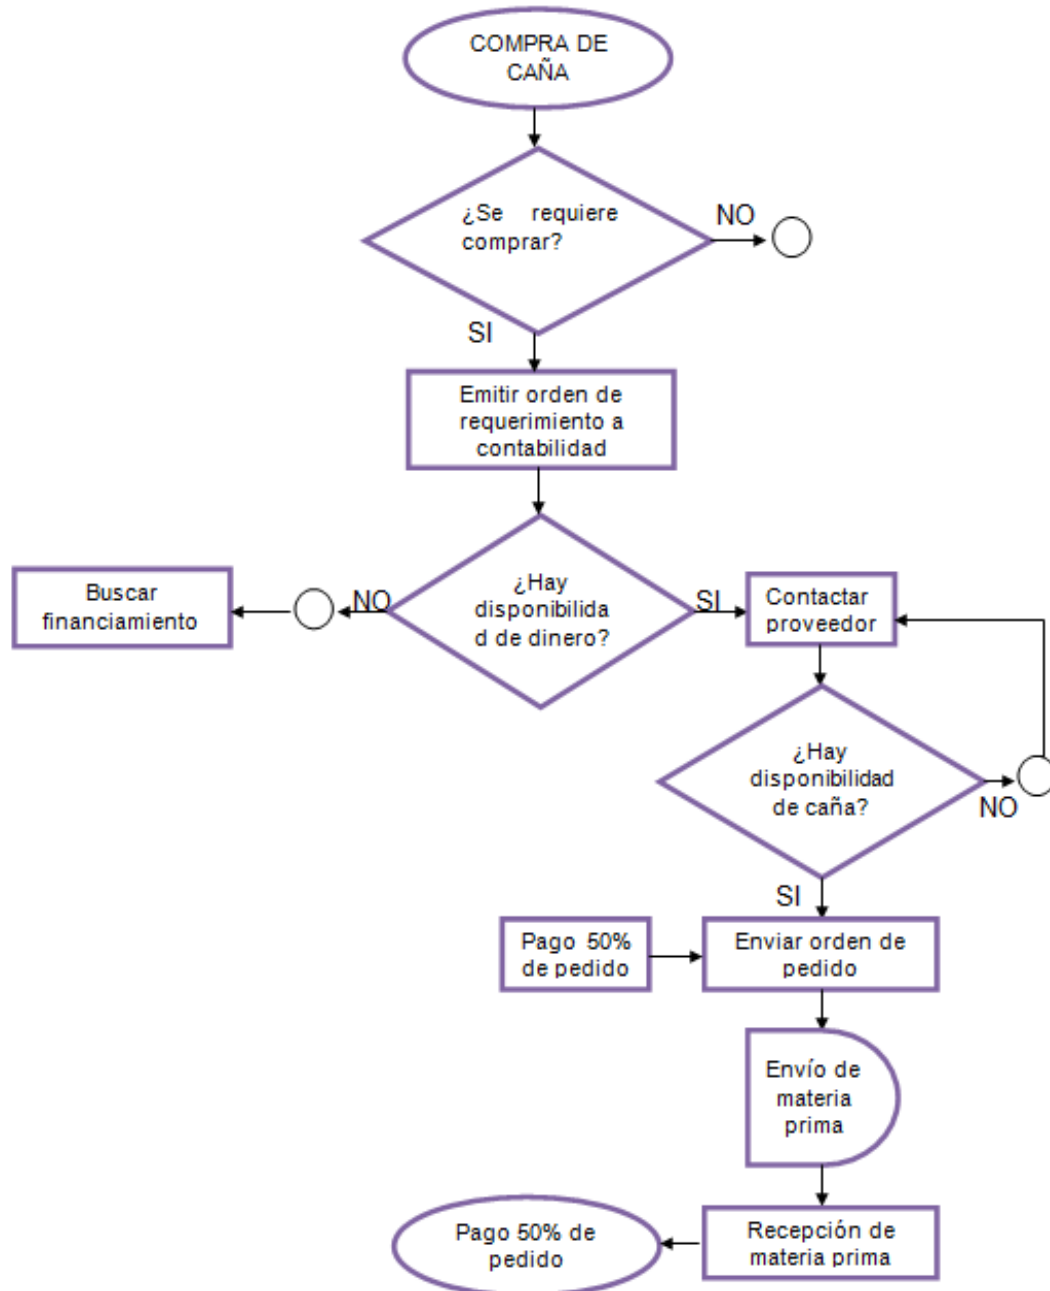 COMPRA DE
CAÑA
¿Se requiere
comprar?
NO
SI
Emitir orden de
requerimiento a
contabilidad
Buscar
financiamiento
NO
¿Hay
disponibilida
d de dinero?
SI
Contactar
proveedor
¿Hay
disponibilidad
de caña?
NO
SI
Pago 50%
de pedido
Enviar orden de
pedido
Envío de
materia
prima
Pago 50% de
pedido
Recepción de
materia prima